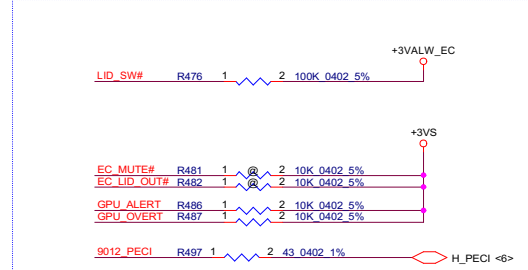 +3VALW_EC
LID_SW# R476 1 2 100K_0402_5%
+3VS
EC_MUTE# R481 1 @ 2 10K_0402_5%
EC_LID_OUT# R482 1 @ 2 10K_0402_5%
GPU_ALERT R486 1 2 10K_0402_5%
GPU_OVERT R487 1 2 10K_0402_5%
9012_PECI R497 1 2 43_0402_1%
H_PECI <6>